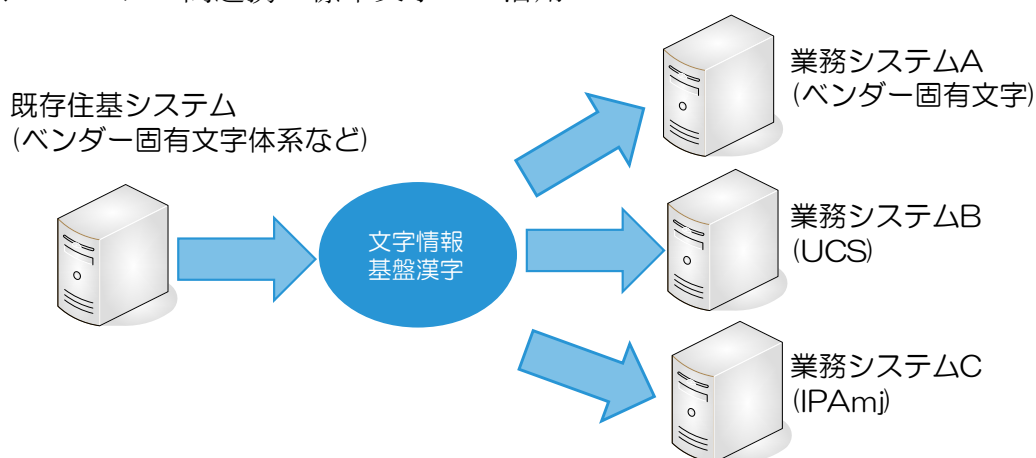 既存住基システム
(ベンダー固有文字体系など)
文字情報
基盤漢字
業務システムA
(ベンダー固有文字)
業務システムB
(UCS)
業務システムC
(IPAmj)